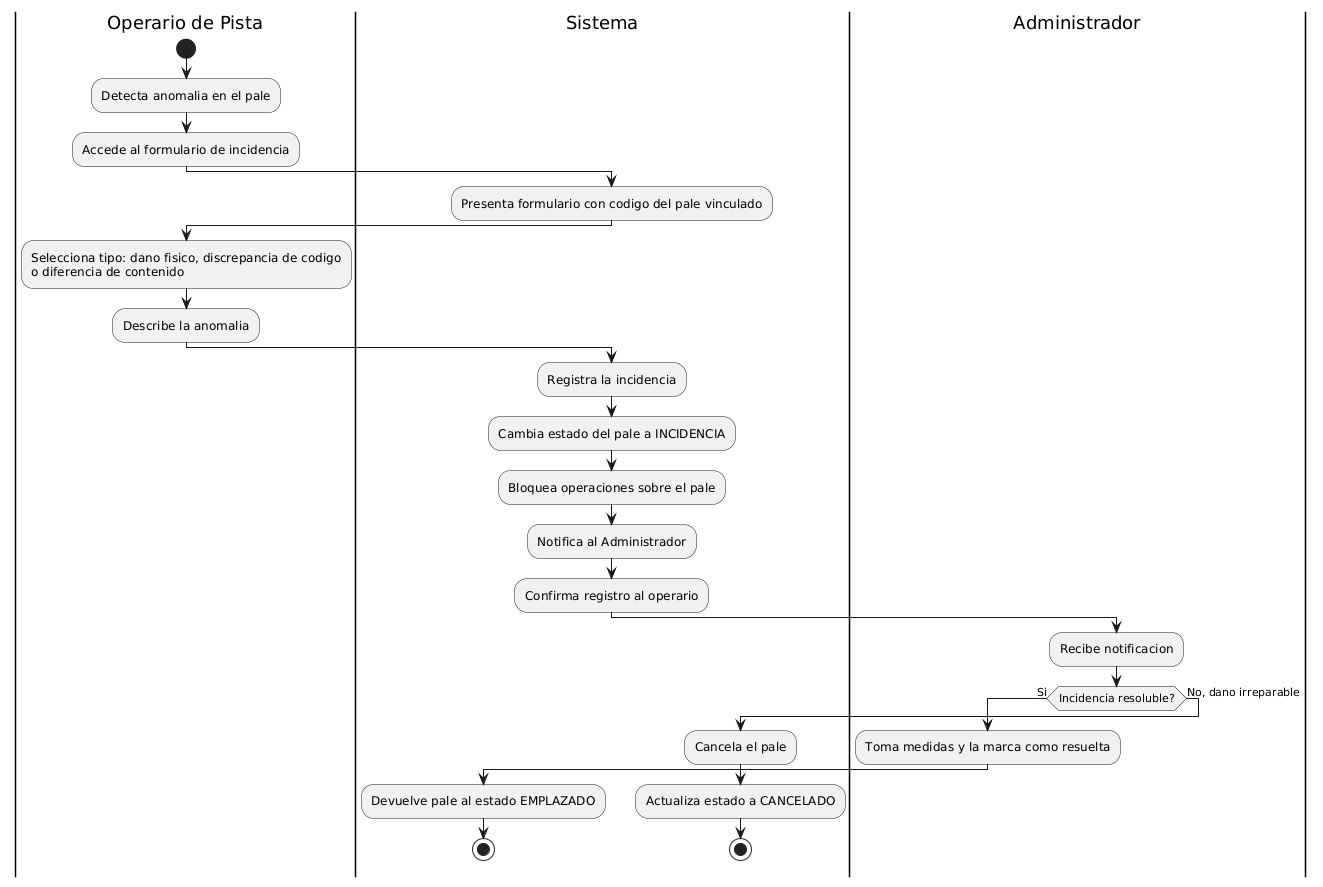 Operario de Pista
Sistema
Administrador
Detecta anomalia en el pale
Accede al formulario de incidencia
Presenta formulario con codigo del pale vinculado
Selecciona tipo: dano fisico, discrepancia de codigo
o diferencia de contenido
Describe la anomalia
Registra la incidencia
Cambia estado del pale a INCIDENCIA
Bloquea operaciones sobre el pale
Notifica al Administrador
Confirma registro al operario
Recibe notificacion
Si
Incidencia resoluble?
No, dano irreparable
Cancela el pale
Toma medidas y la marca como resuelta
Devuelve pale al estado EMPLAZADO
Actualiza estado a CANCELADO